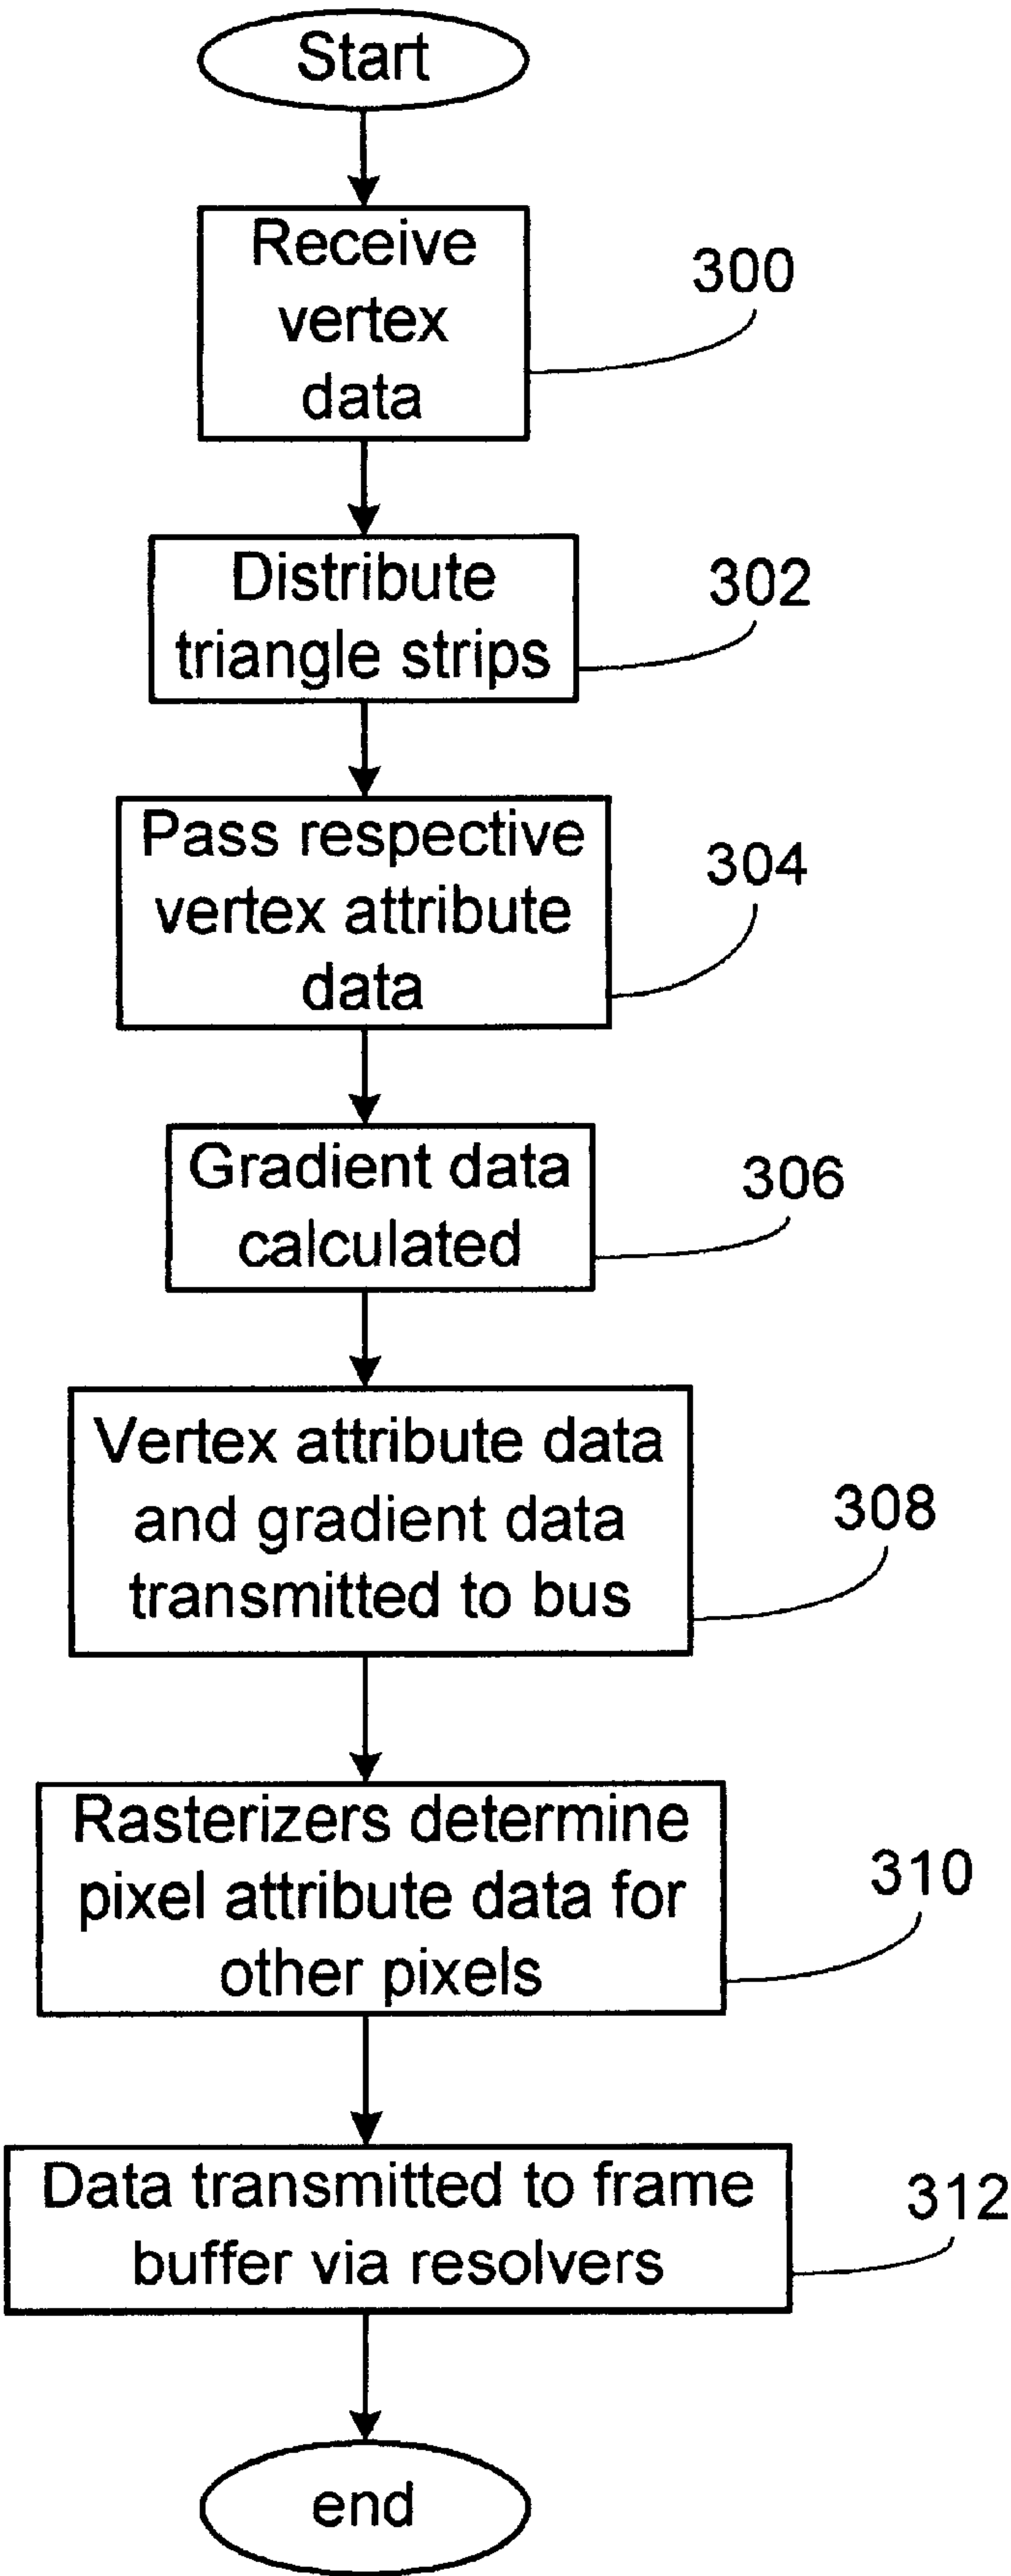 Start
Receive
vertex
data
300
Distribute
triangle strips
302
Pass respective
vertex attribute
data
304
Gradient data
calculated
306
Vertex attribute data
and gradient data
transmitted to bus
308
Rasterizers determine
pixel attribute data for
other pixels
310
Data transmitted to frame
buffer via resolvers
312
end